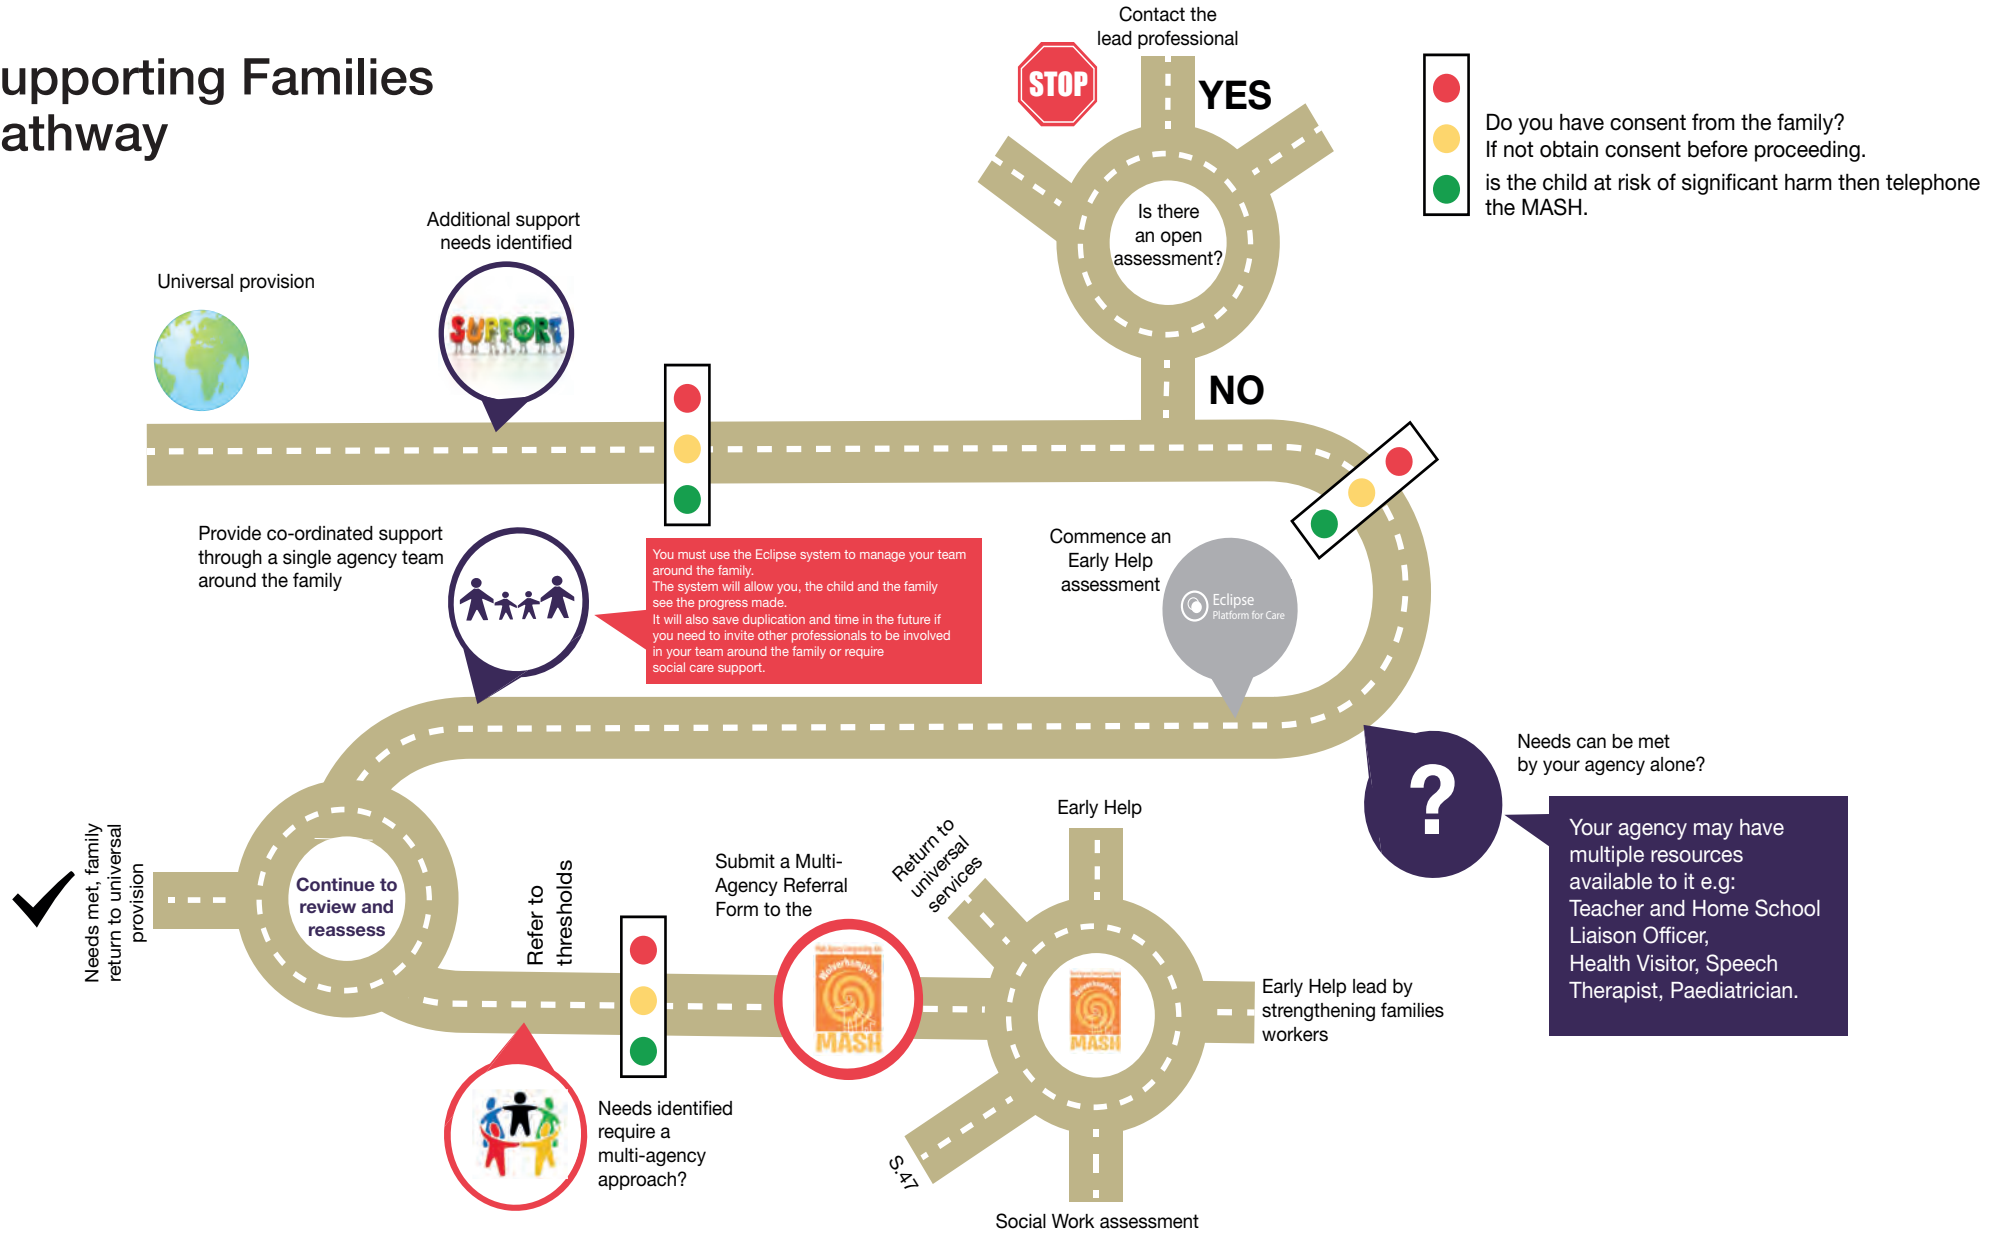 upporting Families
athway
Contact the
lead professional
STOP
YES
Do you have consent from the family?
If not obtain consent before proceeding.
is the child at risk of significant harm then telephone
the MASH.
Is there
an open
assessment?
NO
Additional support
needs identified
SUPPORT
Universal provision
Provide co-ordinated support
through a single agency team
around the family
You must use the Eclipse system to manage your team
around the family.
The system will allow you, the child and the family
see the progress made.
It will also save duplication and time in the future if
you need to invite other professionals to be involved
in your team around the family or require
social care support.
Commence an
Early Help
assessment
Eclipse
Platform for Care
Needs can be met
by your agency alone?
?
Your agency may have
multiple resources
available to it e.g:
Teacher and Home School
Liaison Officer,
Health Visitor, Speech
Therapist, Paediatrician.
Needs met, family
return to universal
provision
Continue to
review and
reassess
Refer to
thresholds
Needs identified
require a
multi-agency
approach?
Submit a Multi-
Agency Referral
Form to the
Wolverhampton
MASH
Return to
universal
services
Early Help
Wolverhampton
MASH
Early Help lead by
strengthening families
workers
S.47
Social Work assessment